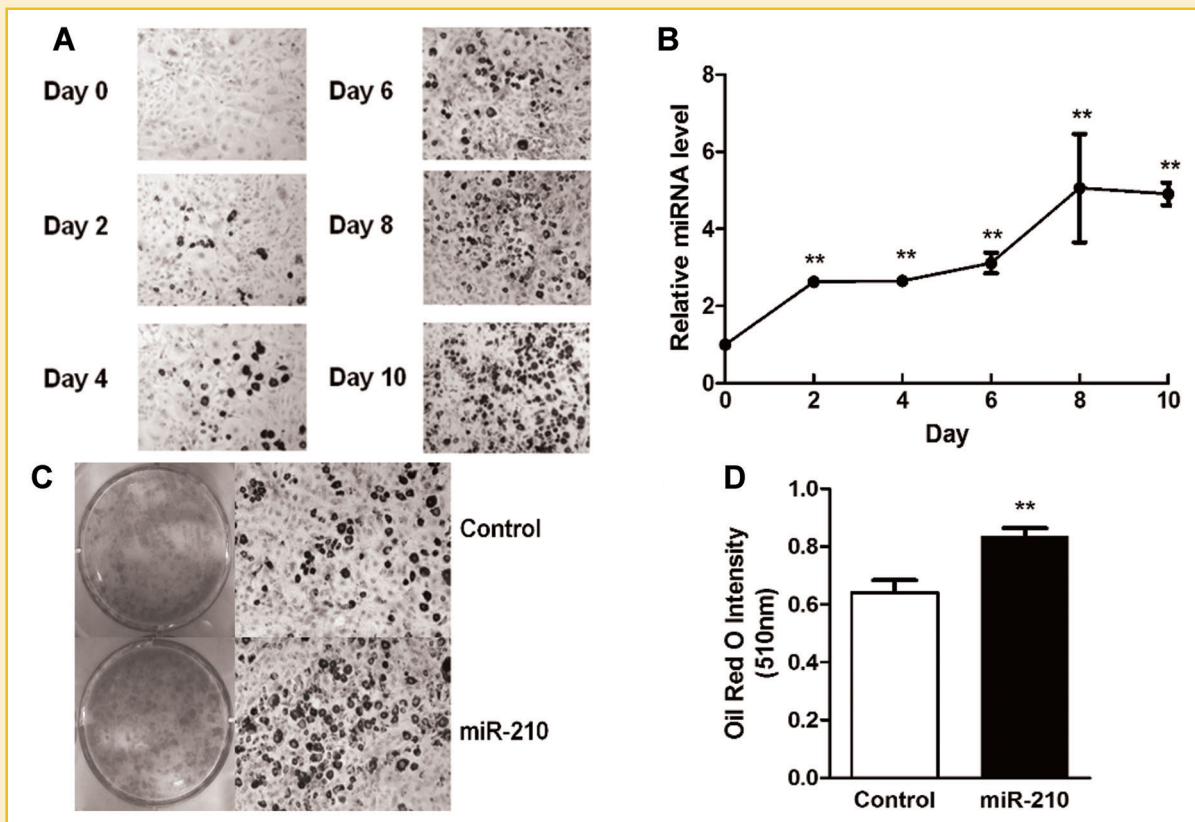 A
Day 0
Day 2
Day 4
Day 6
Day 8
Day 10
B
Relative miRNA level
8
6
4
2
0
**
**
**
**
**
0 2 4 6 8 10
Day
C
Control
miR-210
D
Oil Red O Intensity
(510nm)
1.0
0.8
0.6
0.4
0.2
0.0
**
Control miR-210